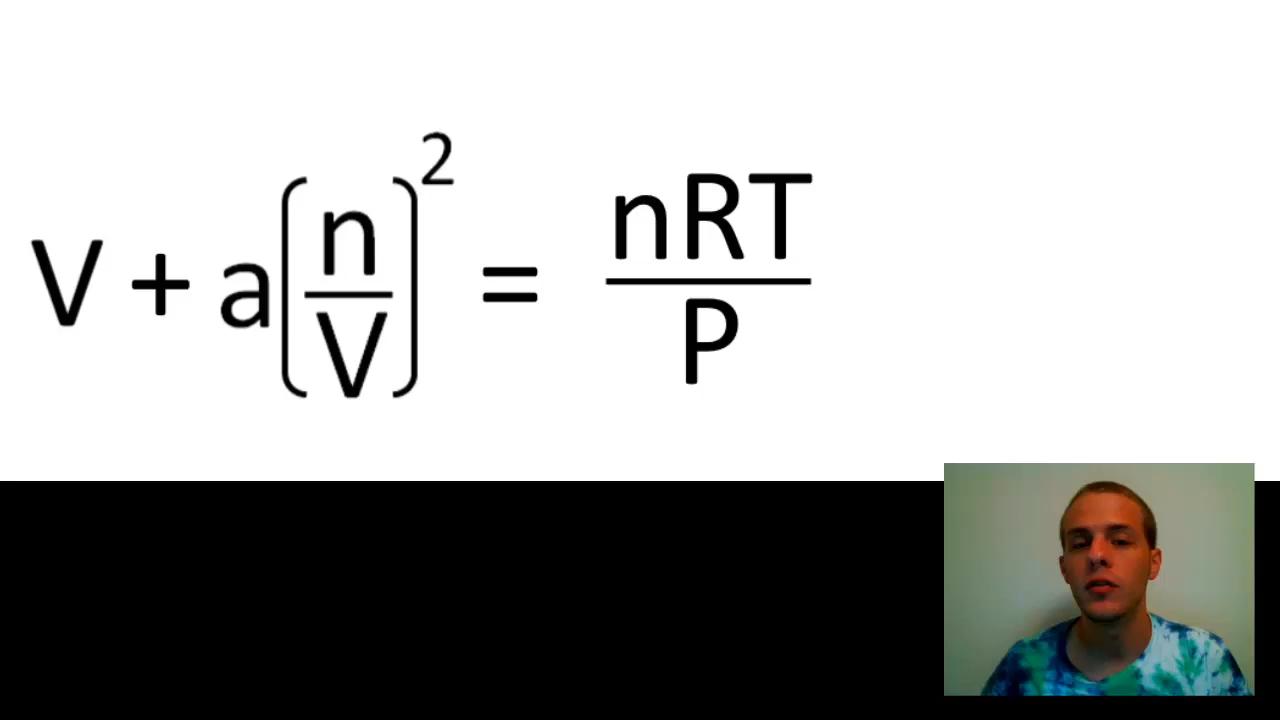 V + a(n/V)² = nRT/P